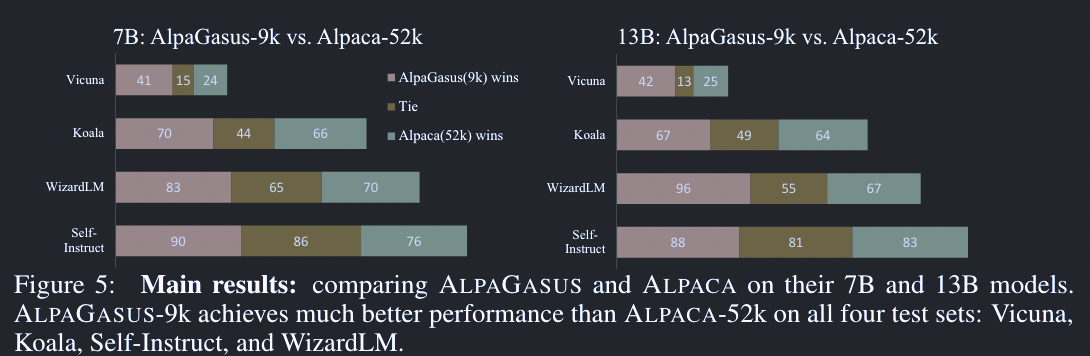 7B: AlpaGasus-9k vs. Alpaca-52k
Vicuna 41 15 24
Koala 70 44 66
WizardLM 83 65 70
Self-
Instruct 90 86 76
AlpaGasus(9k) wins
Tie
Alpaca(52k) wins
13B: AlpaGasus-9k vs. Alpaca-52k
Vicuna 42 13 25
Koala 67 49 64
WizardLM 96 55 67
Self-
Instruct 88 81 83
Figure 5: Main results: comparing ALPAGASUS and ALPACA on their 7B and 13B models.
ALPAGASUS-9k achieves much better performance than ALPACA-52k on all four test sets: Vicuna,
Koala, Self-Instruct, and WizardLM.